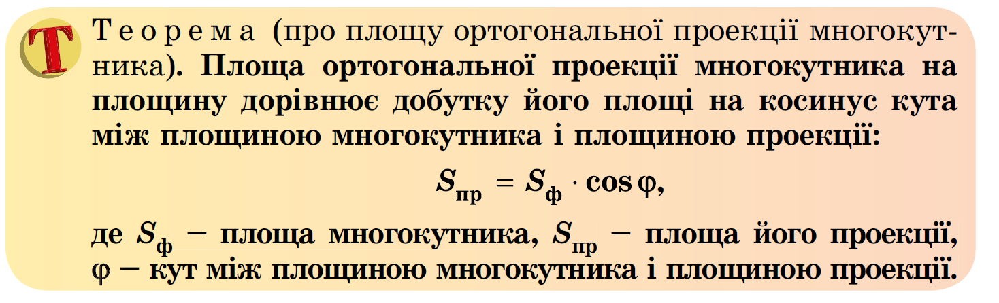 Т Теорема (про площу ортогональної проекції многокут-
ника). Площа ортогональної проекції многокутника на
площину дорівнює добутку його площі на косинус кута
між площиною многокутника і площиною проекції:
Sпр = Sф · cos φ,
де Sф – площа многокутника, Sпр – площа його проекції,
φ – кут між площиною многокутника і площиною проекції.